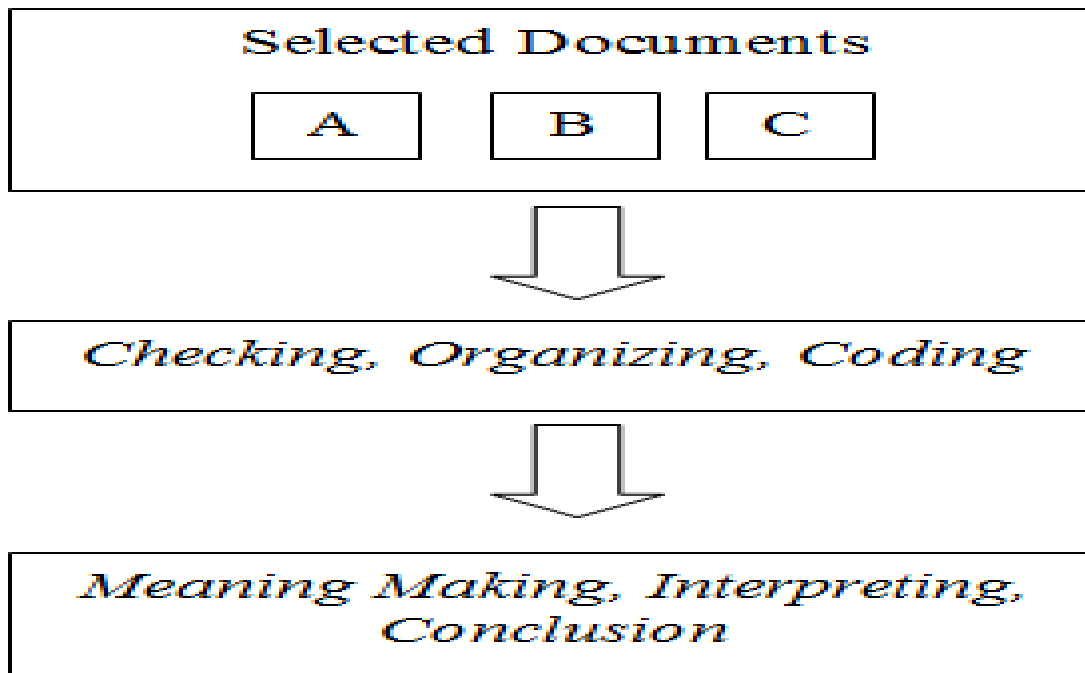 Selected Documents
A B C
Checking, Organizing, Coding
Meaning Making, Interpreting,
Conclusion